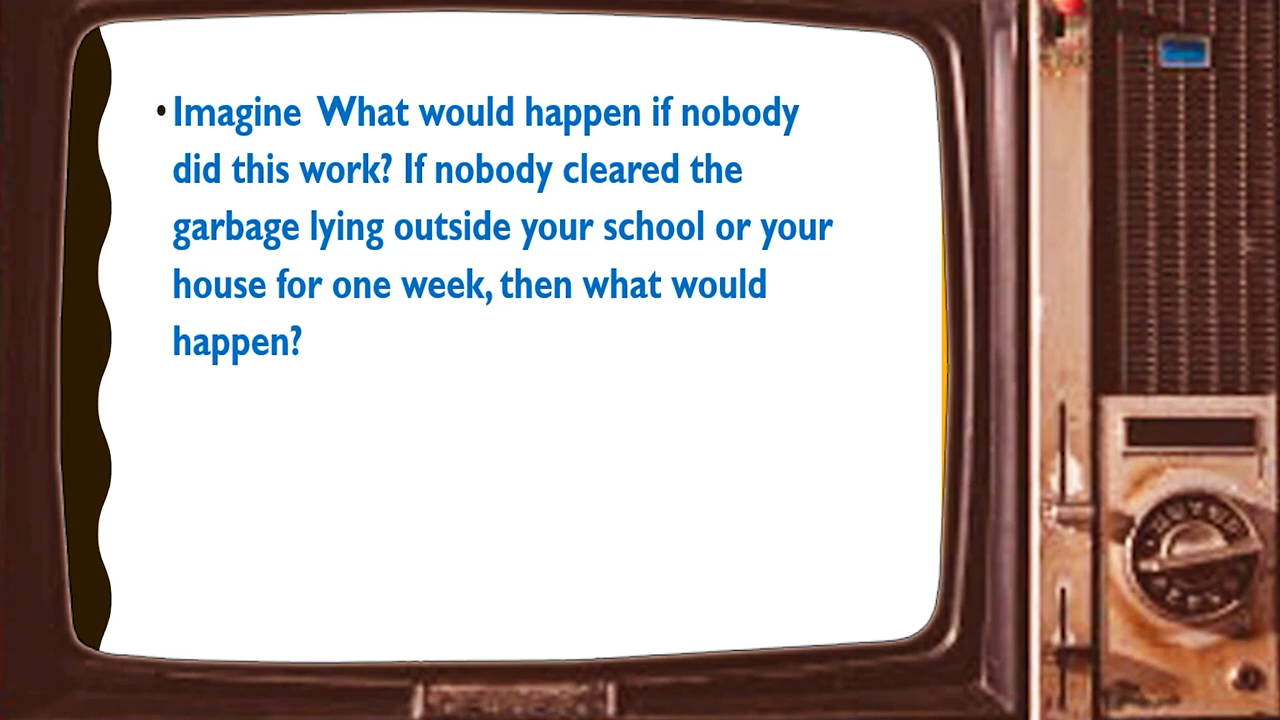 • Imagine What would happen if nobody
did this work? If nobody cleared the
garbage lying outside your school or your
house for one week, then what would
happen?